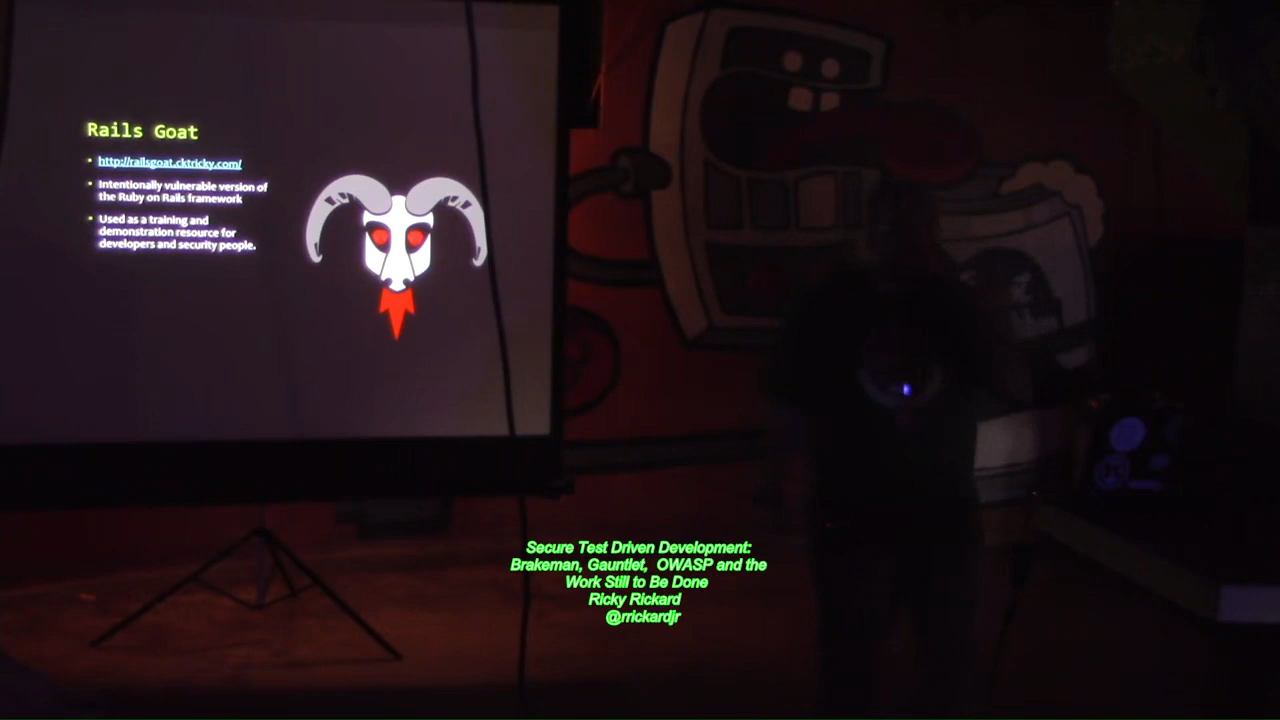 Rails Goat
http://railsgoat.cktricky.com/
Intentionally vulnerable version of
the Ruby on Rails framework
Used as a training and
demonstration resource for
developers and security people.
Secure Test Driven Development:
Brakeman, Gauntlet, OWASP and the
Work Still to Be Done
Ricky Rickard
@rrickardjr